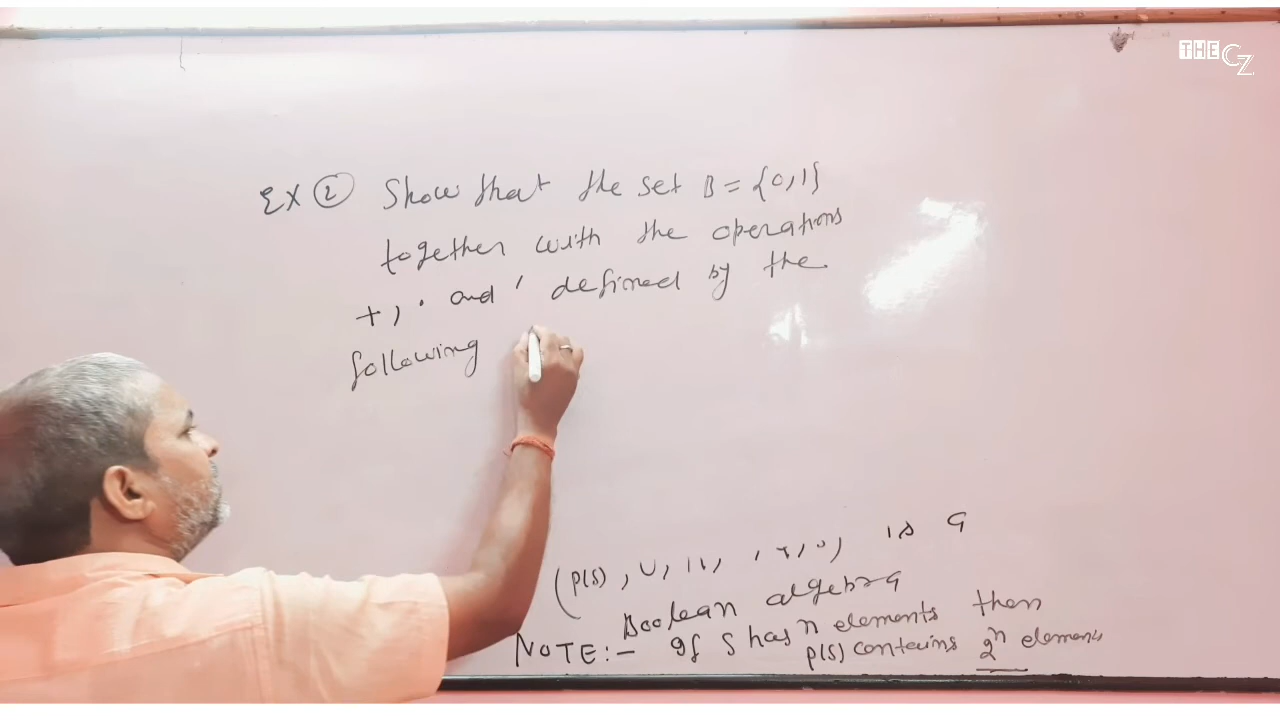 THE CZ
EX ② Show that the set B = {0,1}
together with the operations
+, · and ' defined by the
following
(P(S), U, is a
Boolean algebra
NOTE:- If S has n elements then
P(S) contains 2ⁿ elements